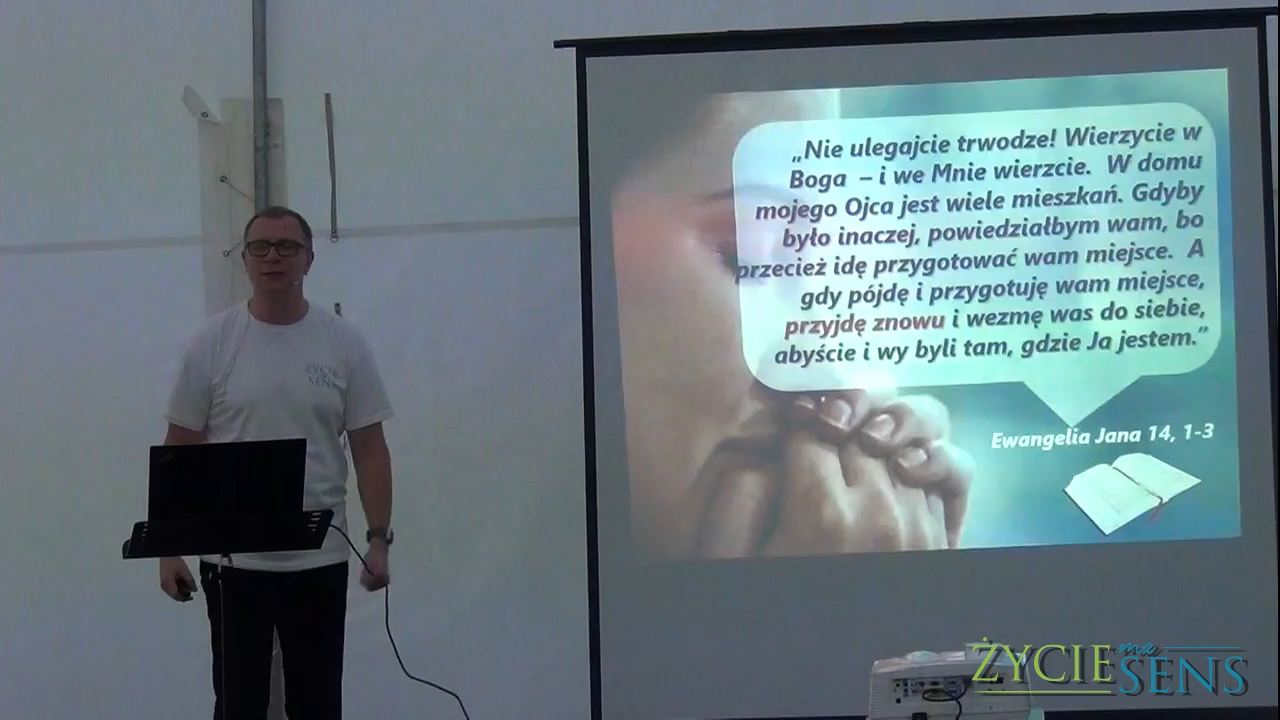 „Nie ulegajcie trwodze! Wierzycie w
Boga – i we Mnie wierzcie. W domu
mojego Ojca jest wiele mieszkań. Gdyby
było inaczej, powiedziałbym wam, bo
przecież idę przygotować wam miejsce. A
gdy pójdę i przygotuję wam miejsce,
przyjdę znowu i wezmę was do siebie,
abyście i wy byli tam, gdzie Ja jestem.”
Ewangelia Jana 14, 1-3
ŻYCIE
SENS
ŻYCIE ma
SENS